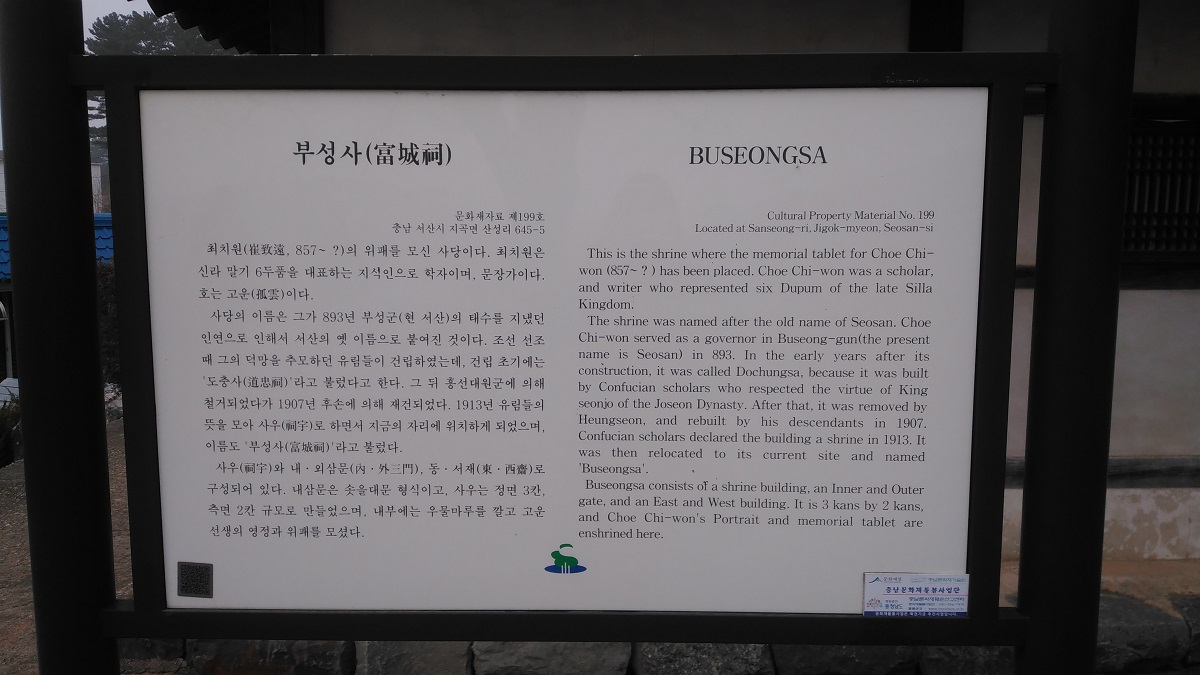 부성사(富城祠)
문화재자료 제199호
충남 서산시 지곡면 산성리 645-5
최치원(崔致遠, 857~ ?)의 위패를 모신 사당이다. 최치원은
신라 말기 6두품을 대표하는 지석인으로 학자이며, 문장가이다.
호는 고운(孤雲)이다.
사당의 이름은 그가 893년 부성군(현 서산)의 태수를 지냈던
인연으로 인해서 서산의 옛 이름으로 붙여진 것이다. 조선 선조
때 그의 덕망을 추모하던 유림들이 건립하였는데, 건립 초기에는
'도충사(道忠祠)'라고 불렀다고 한다. 그 뒤 흥선대원군에 의해
철거되었다가 1907년 후손에 의해 재건되었다. 1913년 유림들의
뜻을 모아 사우(祠宇)로 하면서 지금의 자리에 위치하게 되었으며,
이름도 '부성사(富城祠)'라고 불렀다.
사우(祠宇)와 내·외삼문(內·外三門), 동·서재(東·西齋)로
구성되어 있다. 내삼문은 솟을대문 형식이고, 사우는 정면 3칸,
측면 2칸 규모로 만들었으며, 내부에는 우물마루를 깔고 고운
선생의 영정과 위패를 모셨다.
BUSEONGSA
Cultural Property Material No. 199
Located at Sanseong-ri, Jigok-myeon, Seosan-si
This is the shrine where the memorial tablet for Choe Chi-
won (857~ ? ) has been placed. Choe Chi-won was a scholar,
and writer who represented six Dupum of the late Silla
Kingdom.
The shrine was named after the old name of Seosan. Choe
Chi-won served as a governor in Buseong-gun(the present
name is Seosan) in 893. In the early years after its
construction, it was called Dochungsa, because it was built
by Confucian scholars who respected the virtue of King
seonjo of the Joseon Dynasty. After that, it was removed by
Heungseon, and rebuilt by his descendants in 1907.
Confucian scholars declared the building a shrine in 1913. It
was then relocated to its current site and named
'Buseongsa'.
Buseongsa consists of a shrine building, an Inner and Outer
gate, and an East and West building. It is 3 kans by 2 kans,
and Choe Chi-won's Portrait and memorial tablet are
enshrined here.
충남문화재돌봄사업단
충청남도